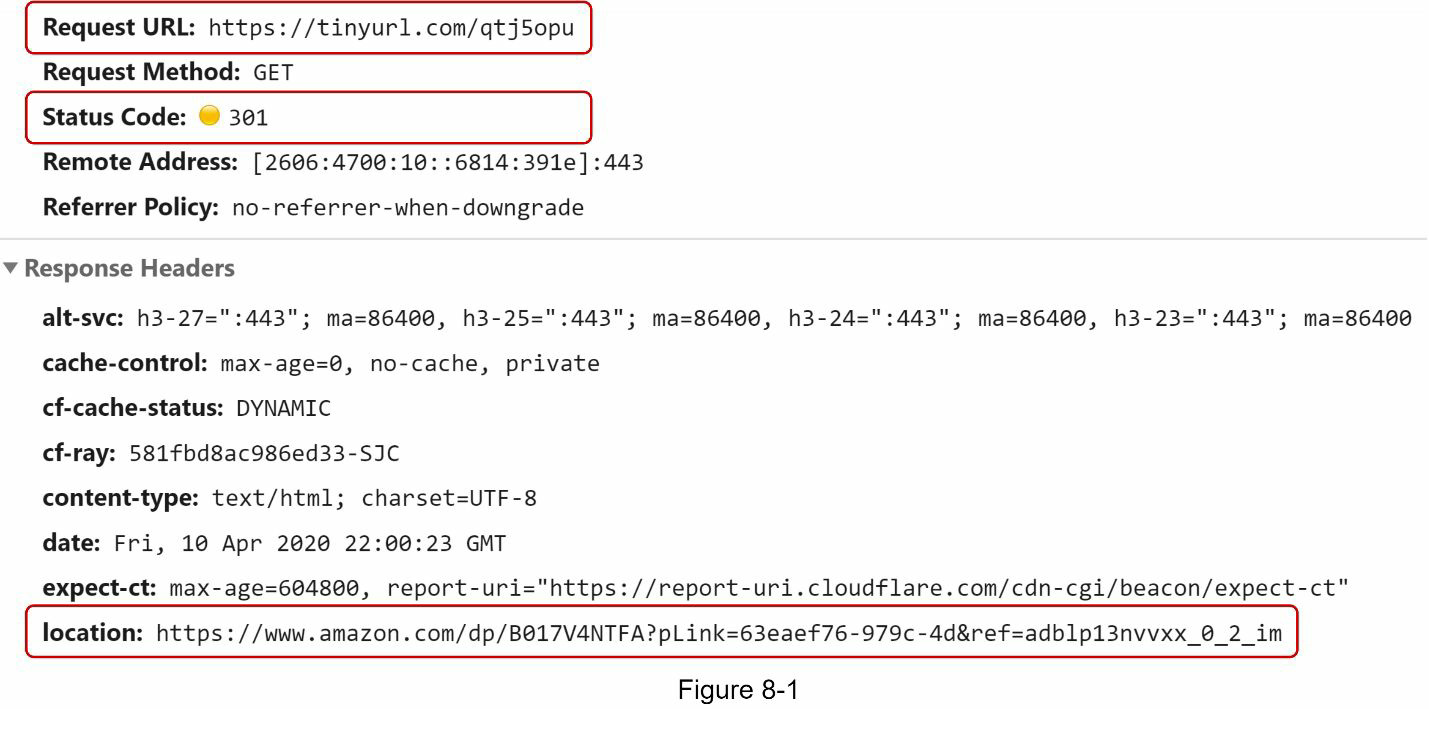 Request URL: https://tinyurl.com/qtj5opu
Request Method: GET
Status Code: 301
Remote Address: [2606:4700:10::6814:391e]:443
Referrer Policy: no-referrer-when-downgrade
Response Headers
alt-svc: h3-27=":443"; ma=86400, h3-25=":443"; ma=86400, h3-24=":443"; ma=86400, h3-23=":443"; ma=86400
cache-control: max-age=0, no-cache, private
cf-cache-status: DYNAMIC
cf-ray: 581fbd8ac986ed33-SJC
content-type: text/html; charset=UTF-8
date: Fri, 10 Apr 2020 22:00:23 GMT
expect-ct: max-age=604800, report-uri="https://report-uri.cloudflare.com/cdn-cgi/beacon/expect-ct"
location: https://www.amazon.com/dp/B017V4NTFA?pLink=63eaef76-979c-4d&ref=adblp13nvvxx_0_2_im
Figure 8-1